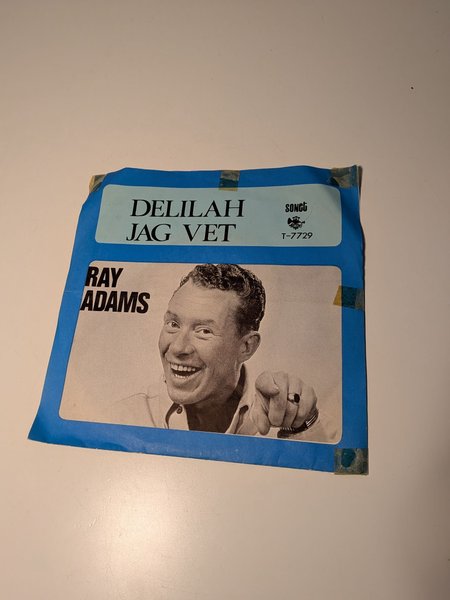 DELILAH
JAG VET
SONET
T-7729
RAY
ADAMS